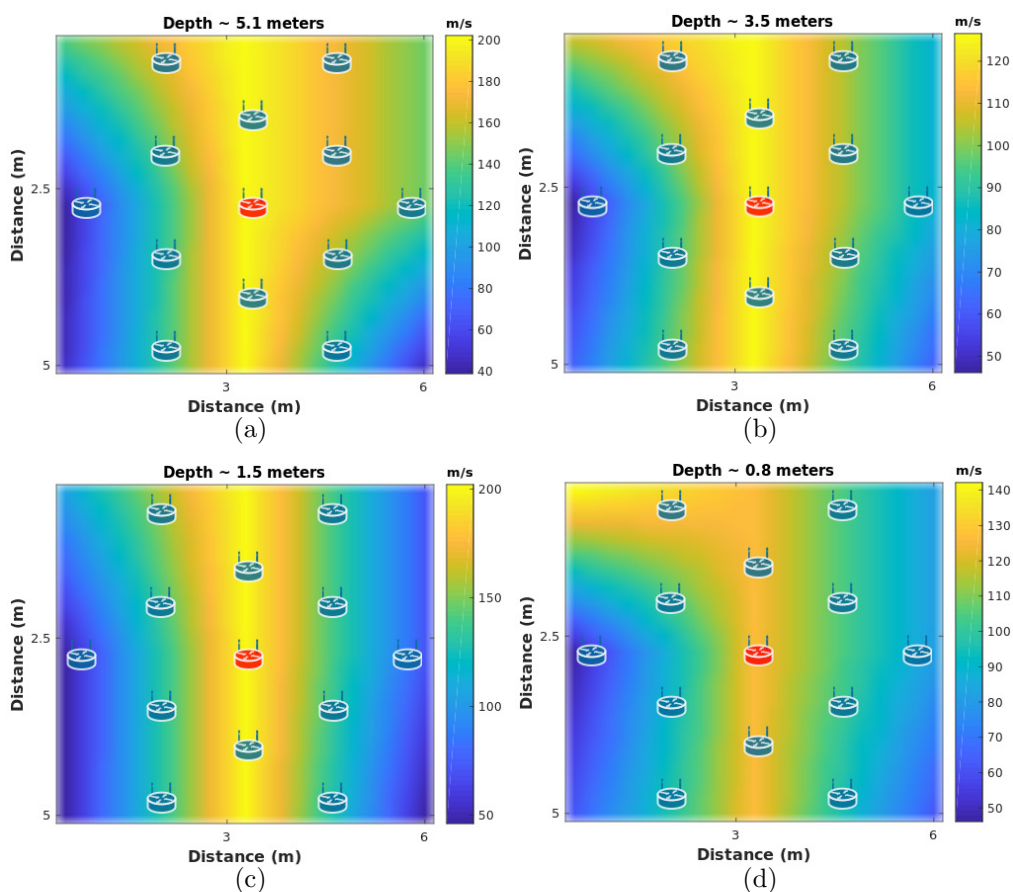 Depth ~ 5.1 meters
m/s
200
180
160
140
120
100
80
60
40
Distance (m)
2.5
5
3
6
Distance (m)
(a)
Depth ~ 3.5 meters
m/s
120
110
100
90
80
70
60
50
Distance (m)
2.5
5
3
6
Distance (m)
(b)
Depth ~ 1.5 meters
m/s
200
150
100
50
Distance (m)
2.5
5
3
6
Distance (m)
(c)
Depth ~ 0.8 meters
m/s
140
130
120
110
100
90
80
70
60
50
Distance (m)
2.5
5
3
6
Distance (m)
(d)